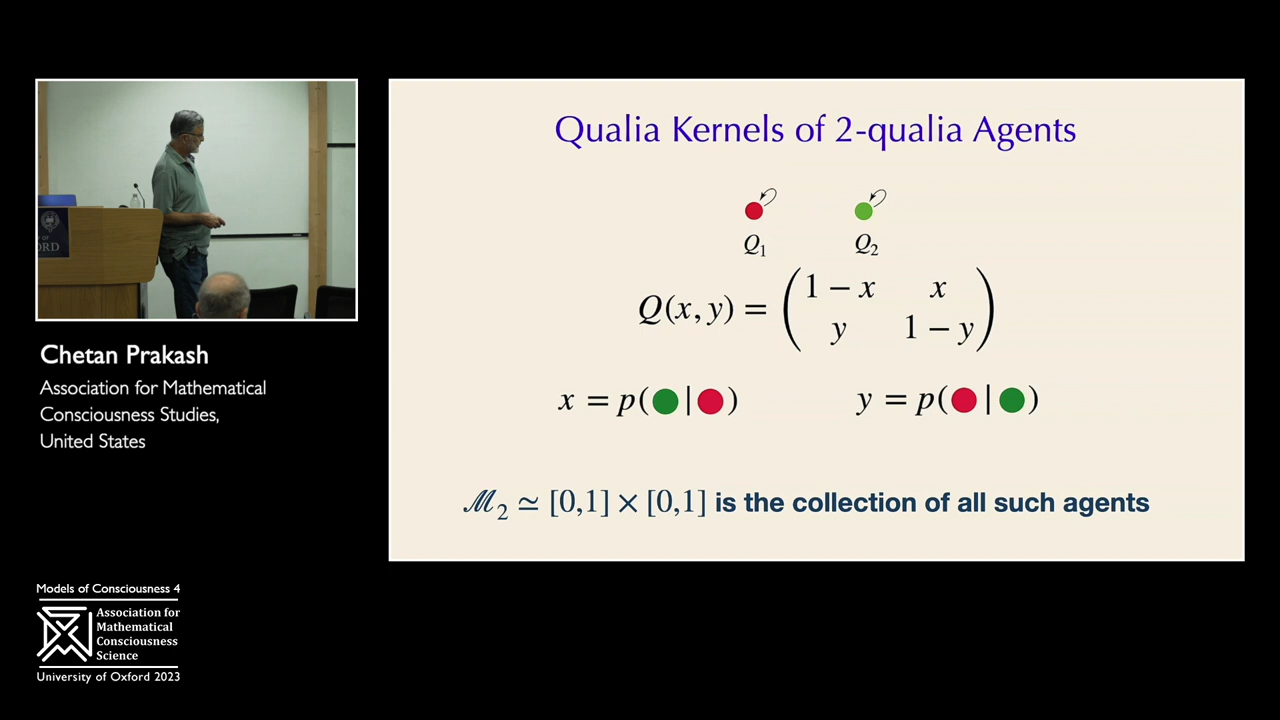 Qualia Kernels of 2-qualia Agents
Q₁ Q₂
Q(x, y) = (1 − x x
y 1 − y)
x = p( | ) y = p( | )
ℳ₂ ≃ [0,1] × [0,1] is the collection of all such agents
Chetan Prakash
Association for Mathematical
Consciousness Studies,
United States
Models of Consciousness 4
Association for
Mathematical
Consciousness
Science
University of Oxford 2023
ORD